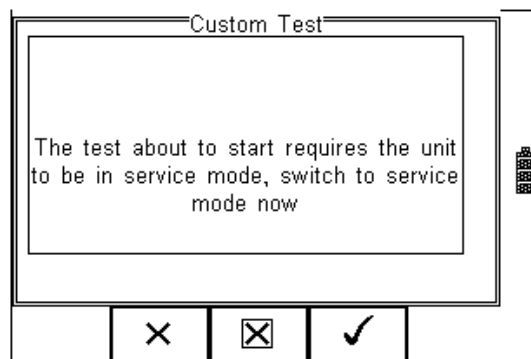 Custom Test
The test about to start requires the unit
to be in service mode, switch to service
mode now